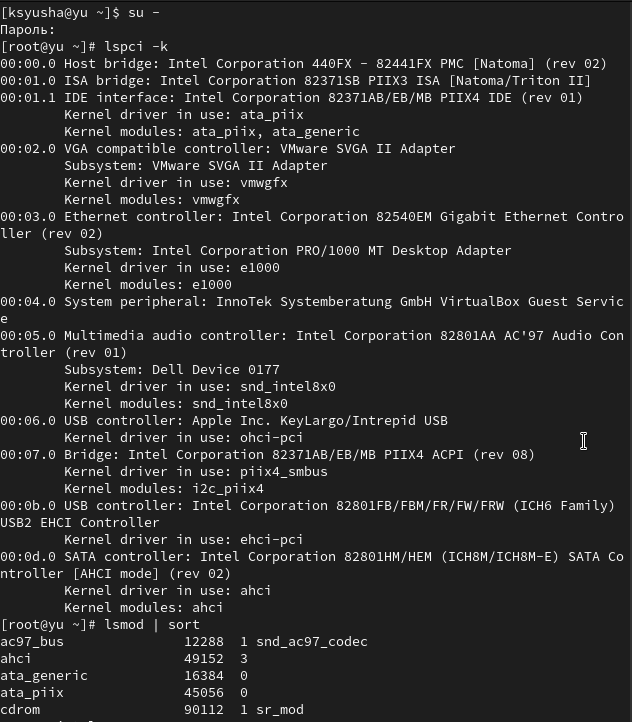 [ksyusha@yu ~]$ su -
Пароль:
[root@yu ~]# lspci -k
00:00.0 Host bridge: Intel Corporation 440FX - 82441FX PMC [Natoma] (rev 02)
00:01.0 ISA bridge: Intel Corporation 82371SB PIIX3 ISA [Natoma/Triton II]
00:01.1 IDE interface: Intel Corporation 82371AB/EB/MB PIIX4 IDE (rev 01)
        Kernel driver in use: ata_piix
        Kernel modules: ata_piix, ata_generic
00:02.0 VGA compatible controller: VMware SVGA II Adapter
        Subsystem: VMware SVGA II Adapter
        Kernel driver in use: vmwgfx
        Kernel modules: vmwgfx
00:03.0 Ethernet controller: Intel Corporation 82540EM Gigabit Ethernet Contro
ller (rev 02)
        Subsystem: Intel Corporation PRO/1000 MT Desktop Adapter
        Kernel driver in use: e1000
        Kernel modules: e1000
00:04.0 System peripheral: InnoTek Systemberatung GmbH VirtualBox Guest Servic
e
00:05.0 Multimedia audio controller: Intel Corporation 82801AA AC'97 Audio Con
troller (rev 01)
        Subsystem: Dell Device 0177
        Kernel driver in use: snd_intel8x0
        Kernel modules: snd_intel8x0
00:06.0 USB controller: Apple Inc. KeyLargo/Intrepid USB
        Kernel driver in use: ohci-pci
00:07.0 Bridge: Intel Corporation 82371AB/EB/MB PIIX4 ACPI (rev 08)
        Kernel driver in use: piix4_smbus
        Kernel modules: i2c_piix4
00:0b.0 USB controller: Intel Corporation 82801FB/FBM/FR/FW/FRW (ICH6 Family)
USB2 EHCI Controller
        Kernel driver in use: ehci-pci
00:0d.0 SATA controller: Intel Corporation 82801HM/HEM (ICH8M/ICH8M-E) SATA Co
ntroller [AHCI mode] (rev 02)
        Kernel driver in use: ahci
        Kernel modules: ahci
[root@yu ~]# lsmod | sort
ac97_bus               12288  1 snd_ac97_codec
ahci                   49152  3
ata_generic            16384  0
ata_piix               45056  0
cdrom                  90112  1 sr_mod